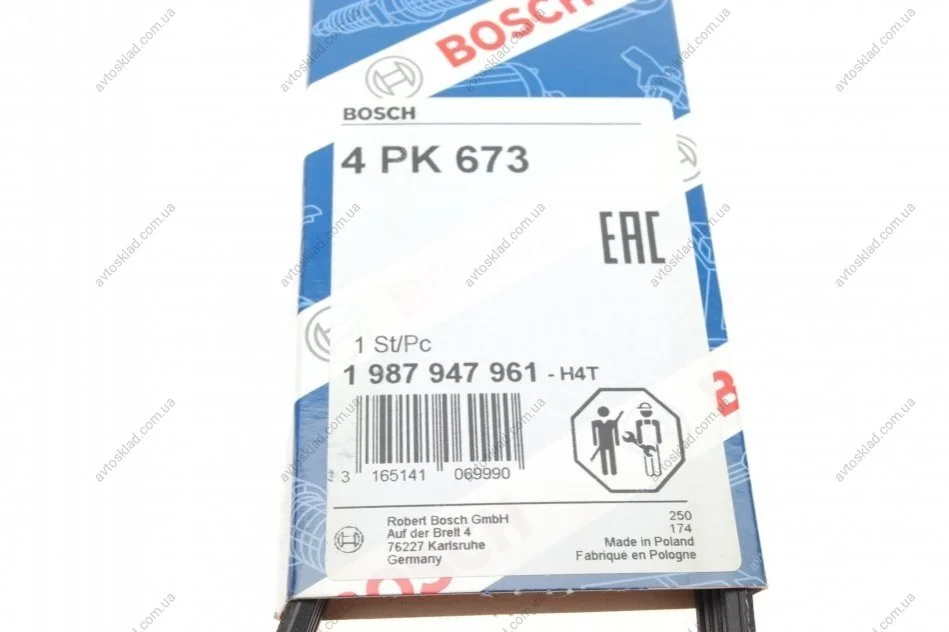 BOSCH
BOSCH
4 PK 673
EAC
1 St/Pc
1 987 947 961 - H4T
3 165141 069990
Robert Bosch GmbH
Auf der Breit 4
76227 Karlsruhe
Germany
250
174
Made in Poland
Fabriqué en Pologne
BOSCH
avtosklad.com.ua